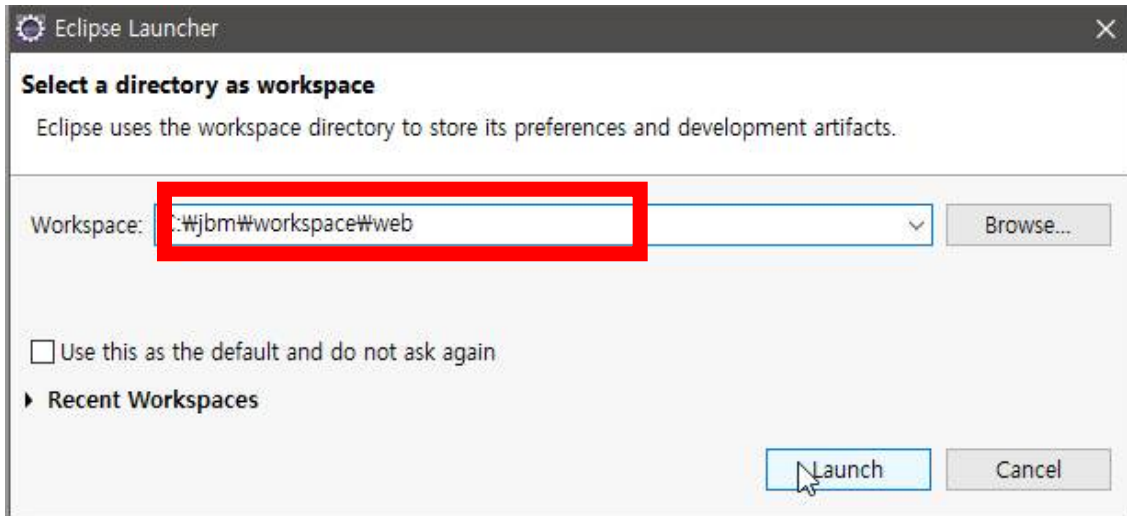 Eclipse Launcher
Select a directory as workspace
Eclipse uses the workspace directory to store its preferences and development artifacts.
Workspace: :₩jbm₩workspace₩web Browse...
Use this as the default and do not ask again
Recent Workspaces
Launch Cancel